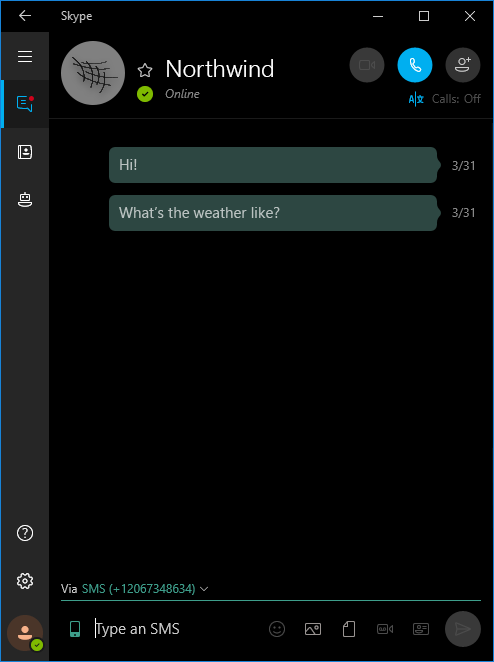 Skype
Northwind
Online
Calls: Off
Hi!
3/31
What's the weather like?
3/31
Via SMS (+12067348634)
Type an SMS